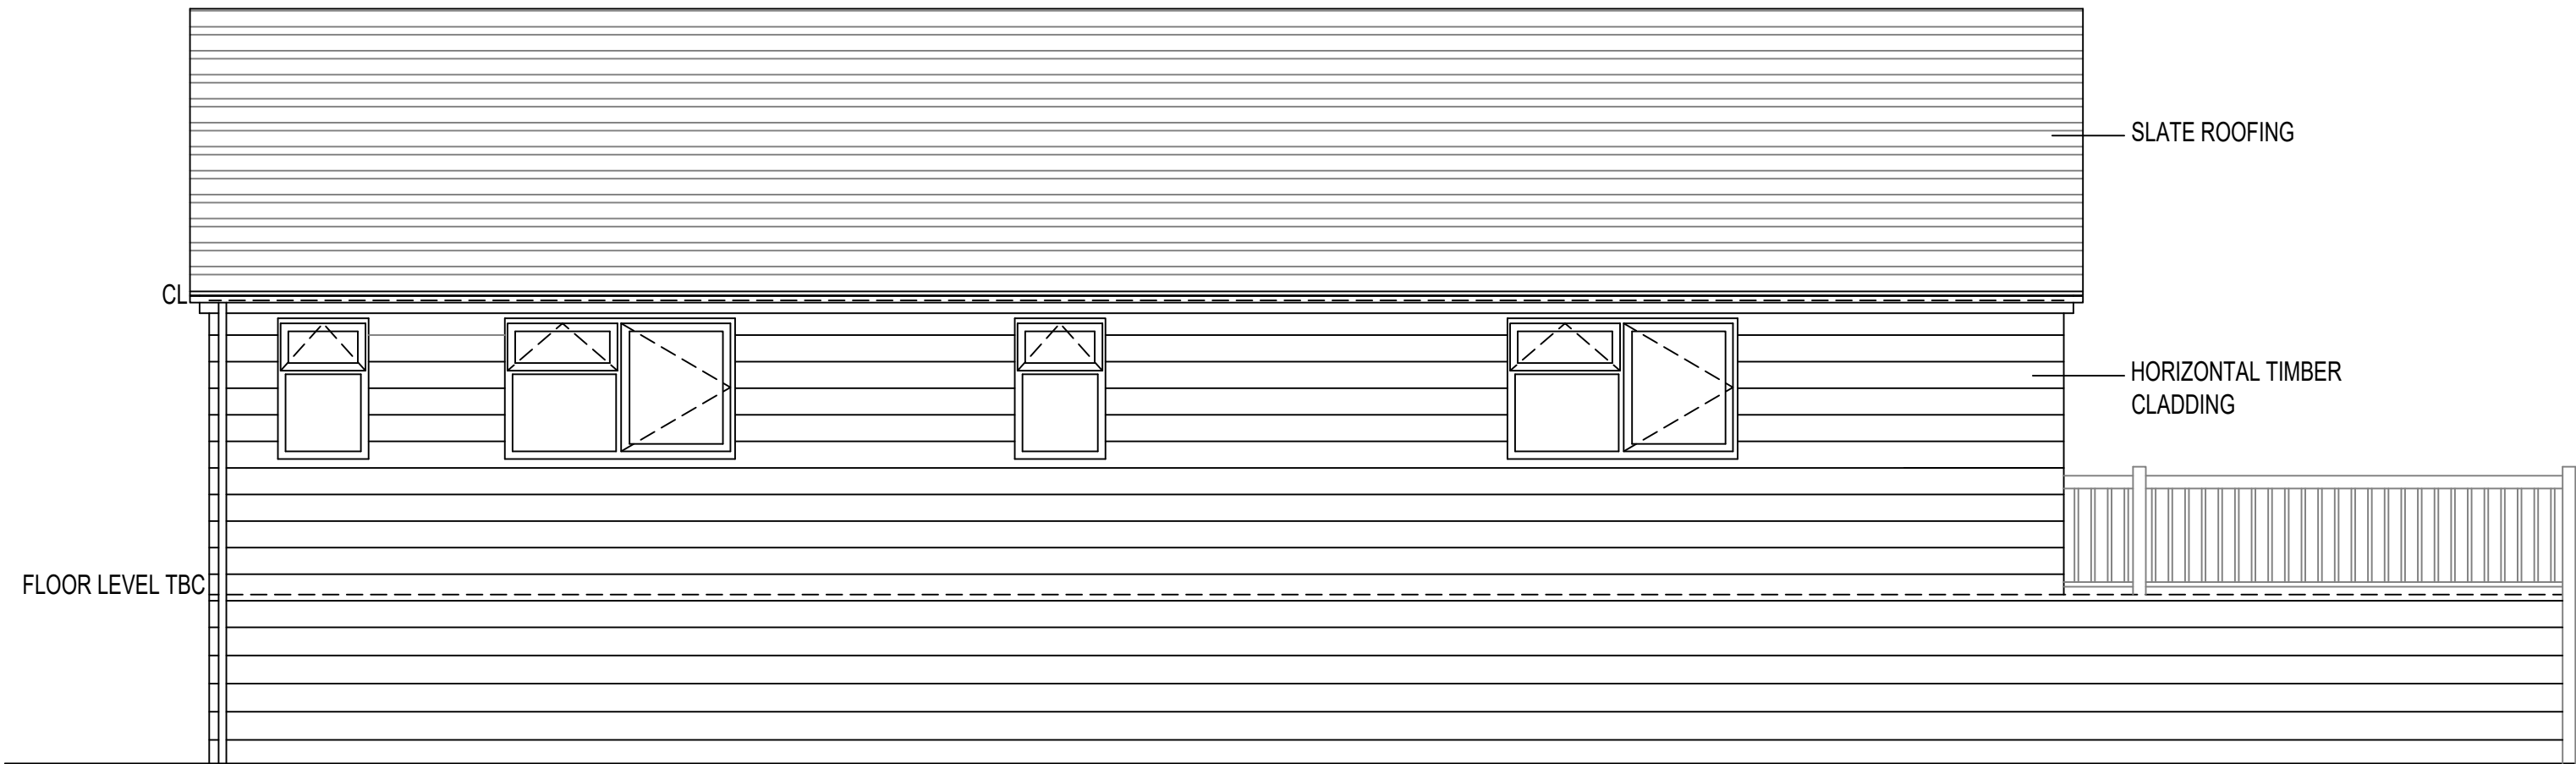 SLATE ROOFING
CL
HORIZONTAL TIMBER
CLADDING
FLOOR LEVEL TBC